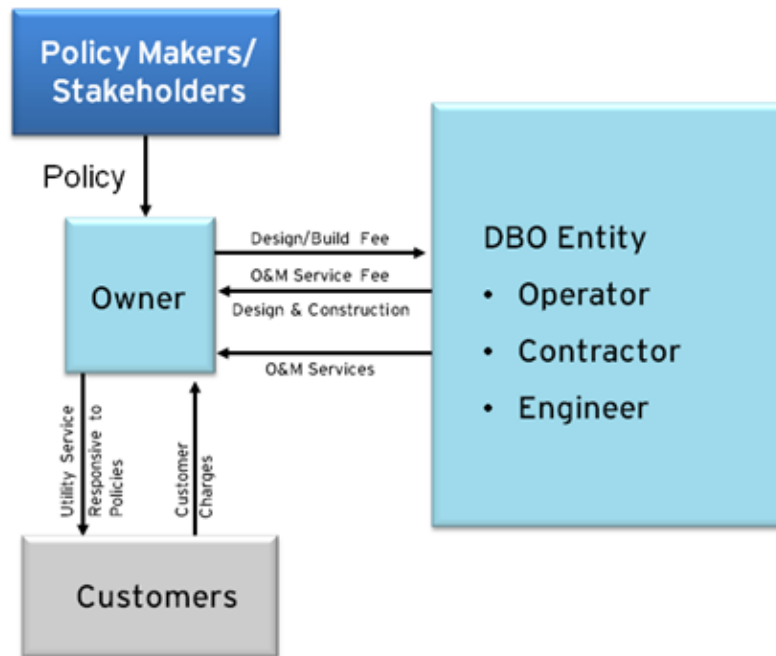 Policy Makers/
Stakeholders
Policy
Owner
Design/Build Fee
O&M Service Fee
Design & Construction
O&M Services
DBO Entity
• Operator
• Contractor
• Engineer
Utility Service
Responsive to
Policies
Customer
Charges
Customers